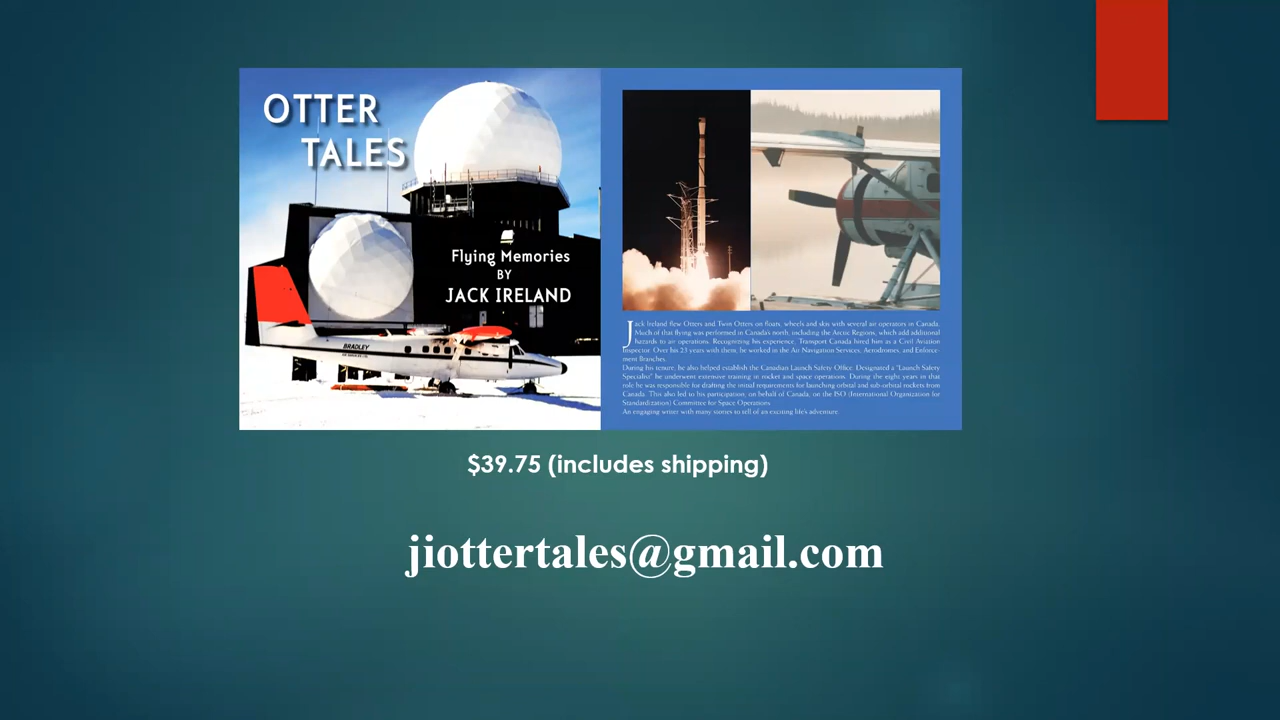 OTTER
TALES
Flying Memories
BY
JACK IRELAND
BRADLEY
Jack Ireland flew Otters and Twin Otters on floats, wheels and skis with several air operators in Canada.
Much of that flying was performed in Canada's north, including the Arctic Regions, which add additional
hazards to air operations. Recognizing his experience, Transport Canada hired him as a Civil Aviation
Inspector. Over his 23 years with them, he worked in the Air Navigation Services, Aerodromes, and Enforce-
ment Branches.
During his tenure, he also helped establish the Canadian Launch Safety Office. Designated a "Launch Safety
Specialist" he underwent extensive training in rocket and space operations. During the eight years in that
role he was responsible for drafting the initial requirements for launching orbital and sub-orbital rockets from
Canada. This also led to his participation, on behalf of Canada, on the ISO (International Organization for
Standardization) Committee for Space Operations
An engaging writer with many stories to tell of an exciting life's adventure.
$39.75 (includes shipping)
jiottertales@gmail.com